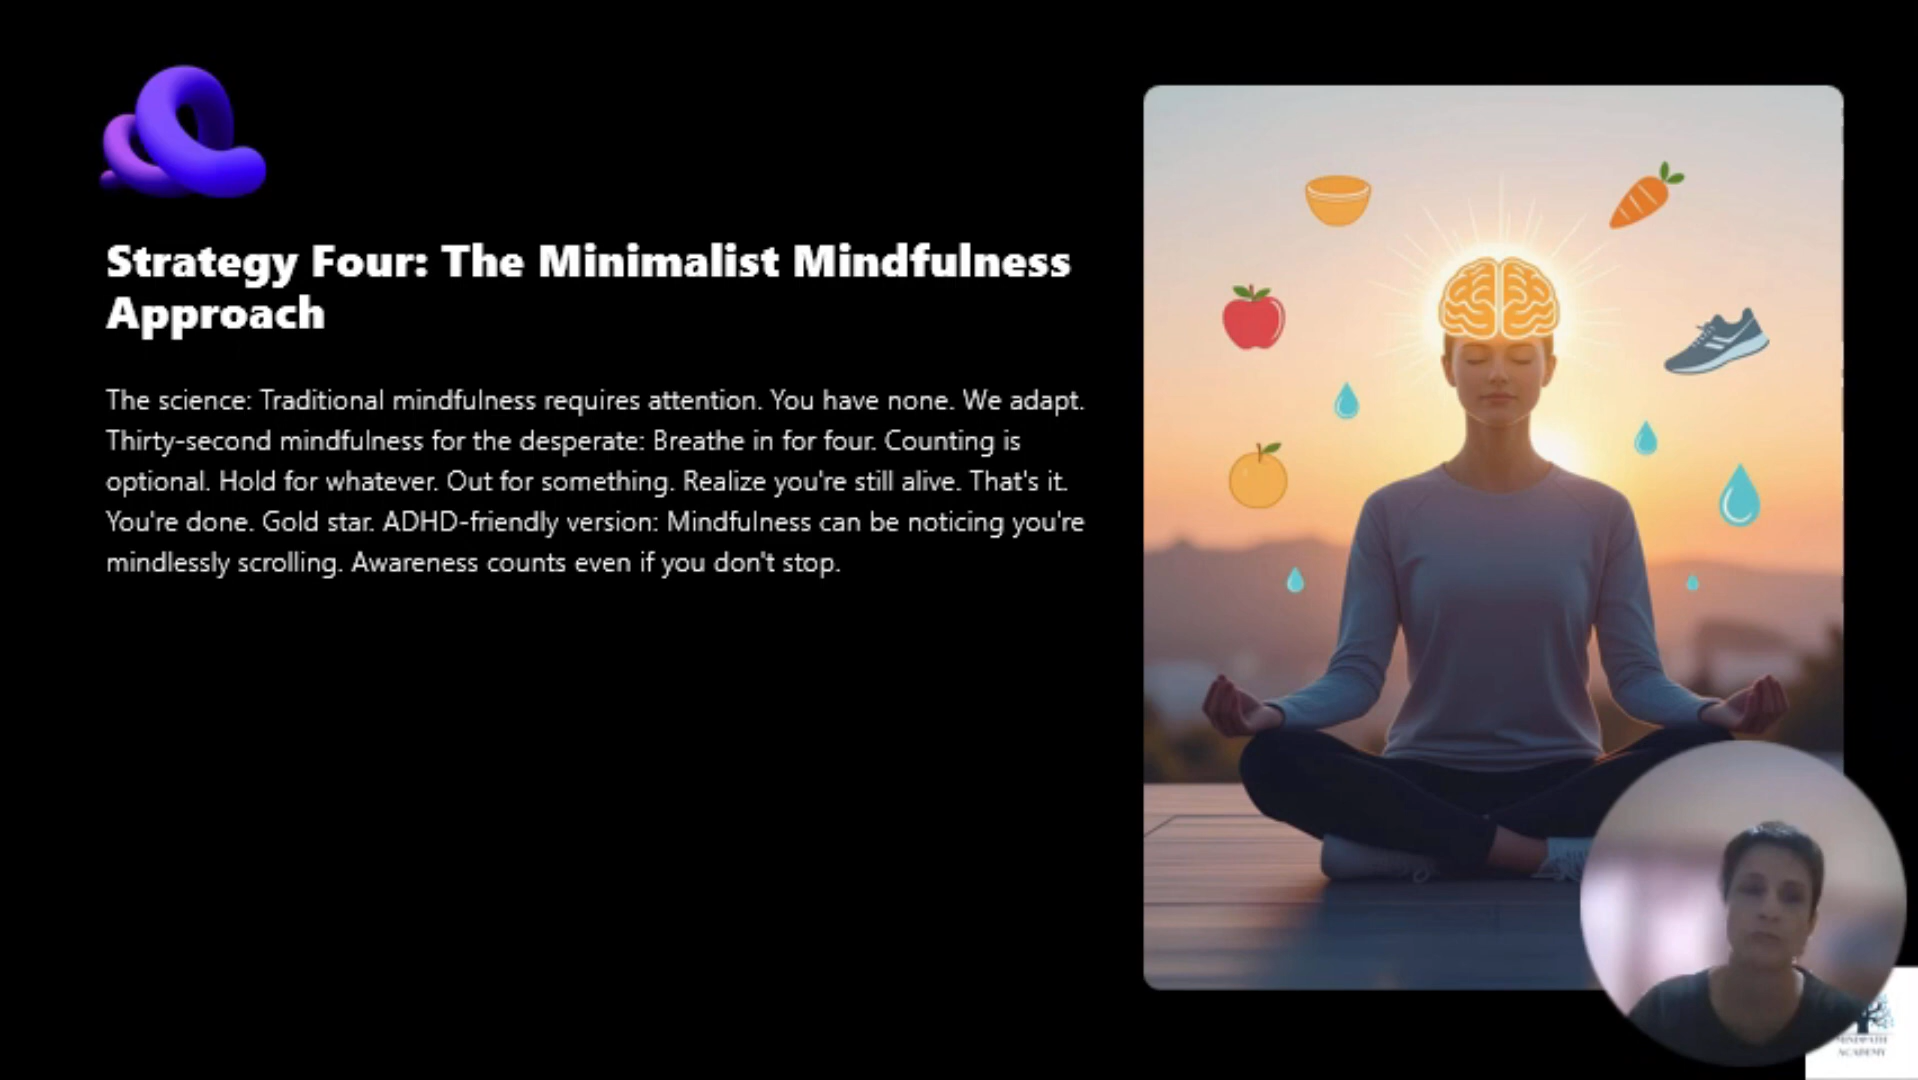 Strategy Four: The Minimalist Mindfulness
Approach
The science: Traditional mindfulness requires attention. You have none. We adapt.
Thirty-second mindfulness for the desperate: Breathe in for four. Counting is
optional. Hold for whatever. Out for something. Realize you're still alive. That's it.
You're done. Gold star. ADHD-friendly version: Mindfulness can be noticing you're
mindlessly scrolling. Awareness counts even if you don't stop.
ACADEMY